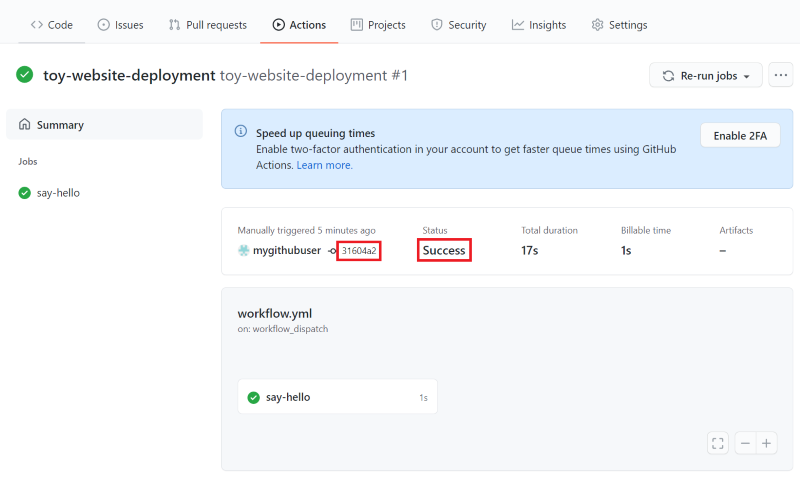 Code Issues Pull requests Actions Projects Security Insights Settings
toy-website-deployment toy-website-deployment #1
Re-run jobs
Summary
Jobs
say-hello
Speed up queuing times
Enable two-factor authentication in your account to get faster queue times using GitHub
Actions. Learn more.
Enable 2FA
Manually triggered 5 minutes ago Status Total duration Billable time Artifacts
mygithubuser 31604a2 Success 17s 1s –
workflow.yml
on: workflow_dispatch
say-hello 1s